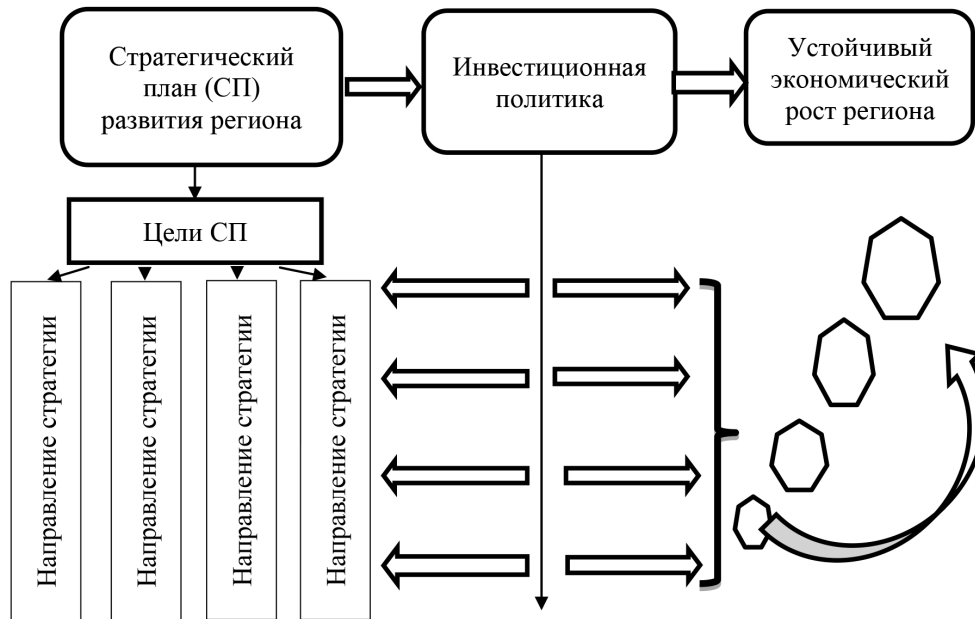 Стратегический
план (СП)
развития региона
Инвестиционная
политика
Устойчивый
экономический
рост региона
Цели СП
Направление стратегии
Направление стратегии
Направление стратегии
Направление стратегии